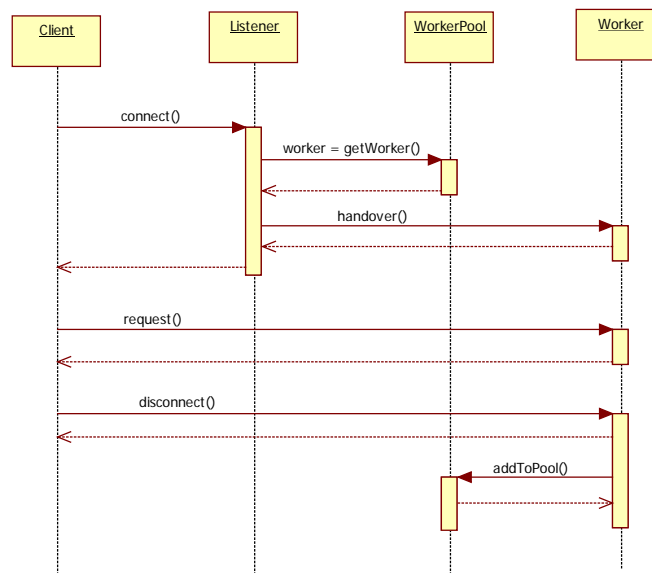 Client
Listener
WorkerPool
Worker
connect()
worker = getWorker()
handover()
request()
disconnect()
addToPool()